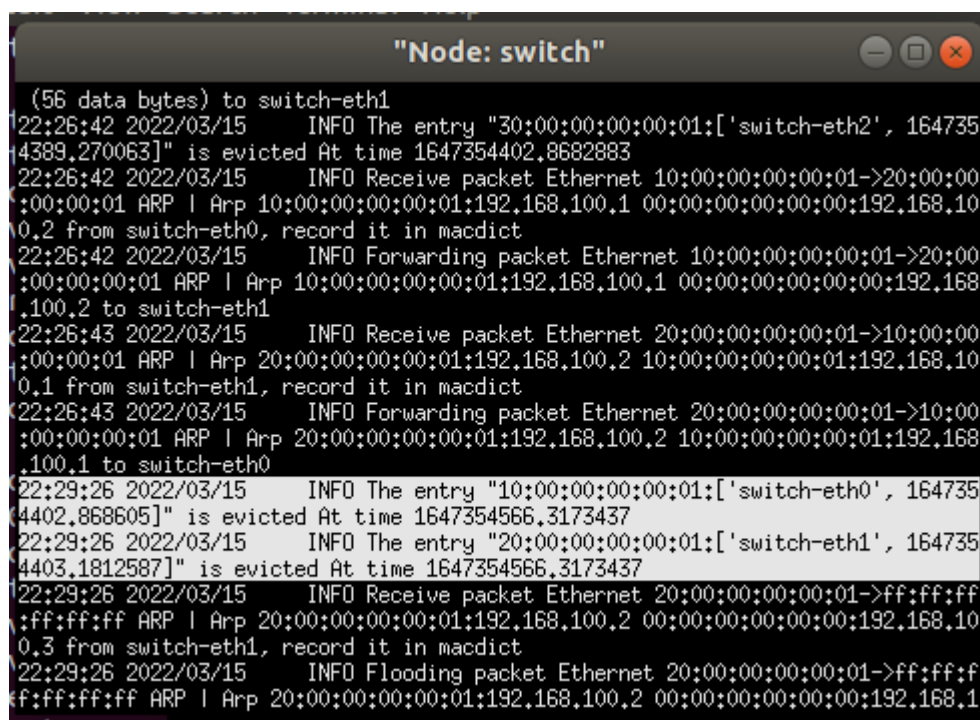 "Node: switch"
(56 data bytes) to switch-eth1
22:26:42 2022/03/15     INFO The entry "30:00:00:00:00:01:['switch-eth2', 164735
4389.270063]" is evicted At time 1647354402.8682883
22:26:42 2022/03/15     INFO Receive packet Ethernet 10:00:00:00:00:01->20:00:00
:00:00:01 ARP | Arp 10:00:00:00:00:01:192.168.100.1 00:00:00:00:00:00:192.168.10
0.2 from switch-eth0, record it in macdict
22:26:42 2022/03/15     INFO Forwarding packet Ethernet 10:00:00:00:00:01->20:00
:00:00:00:01 ARP | Arp 10:00:00:00:00:01:192.168.100.1 00:00:00:00:00:00:192.168
.100.2 to switch-eth1
22:26:43 2022/03/15     INFO Receive packet Ethernet 20:00:00:00:00:01->10:00:00
:00:00:01 ARP | Arp 20:00:00:00:00:01:192.168.100.2 10:00:00:00:00:01:192.168.10
0.1 from switch-eth1, record it in macdict
22:26:43 2022/03/15     INFO Forwarding packet Ethernet 20:00:00:00:00:01->10:00
:00:00:00:01 ARP | Arp 20:00:00:00:00:01:192.168.100.2 10:00:00:00:00:01:192.168
.100.1 to switch-eth0
22:29:26 2022/03/15     INFO The entry "10:00:00:00:00:01:['switch-eth0', 164735
4402.868605]" is evicted At time 1647354566.3173437
22:29:26 2022/03/15     INFO The entry "20:00:00:00:00:01:['switch-eth1', 164735
4403.1812587]" is evicted At time 1647354566.3173437
22:29:26 2022/03/15     INFO Receive packet Ethernet 20:00:00:00:00:01->ff:ff:ff
:ff:ff:ff ARP | Arp 20:00:00:00:00:01:192.168.100.2 00:00:00:00:00:00:192.168.10
0.3 from switch-eth1, record it in macdict
22:29:26 2022/03/15     INFO Flooding packet Ethernet 20:00:00:00:00:01->ff:ff:f
f:ff:ff:ff ARP | Arp 20:00:00:00:00:01:192.168.100.2 00:00:00:00:00:00:192.168.1